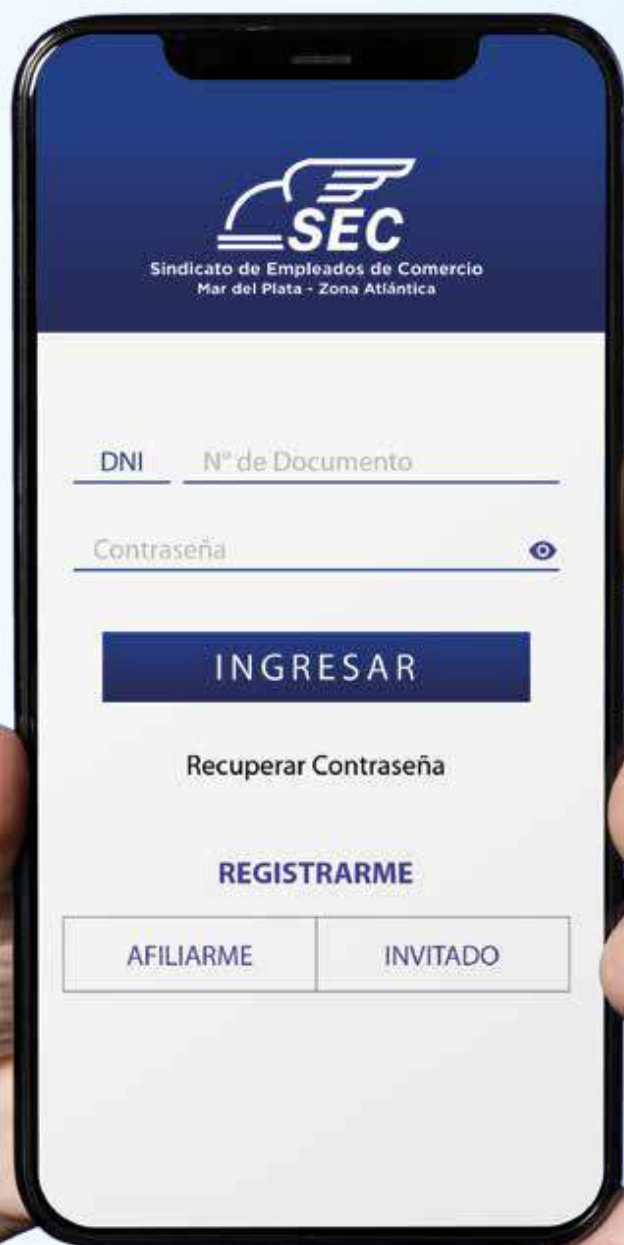 SEC
Sindicato de Empleados de Comercio
Mar del Plata - Zona Atlántica
DNI N° de Documento
Contraseña
INGRESAR
Recuperar Contraseña
REGISTRARME
AFILIARME INVITADO